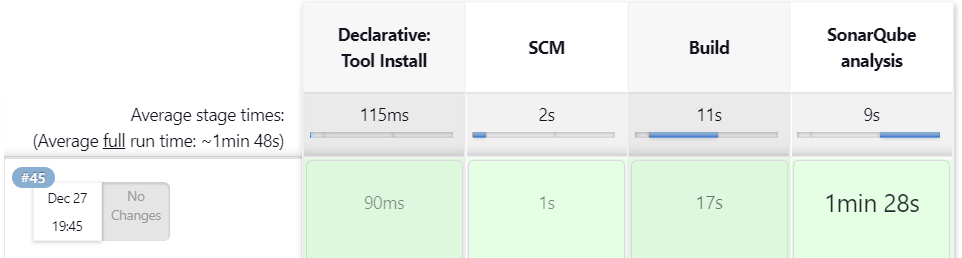 Declarative:
Tool Install
SCM
Build
SonarQube
analysis
Average stage times:
(Average full run time: ~1min 48s)
115ms
2s
11s
9s
#45
Dec 27
19:45
No
Changes
90ms
1s
17s
1min 28s